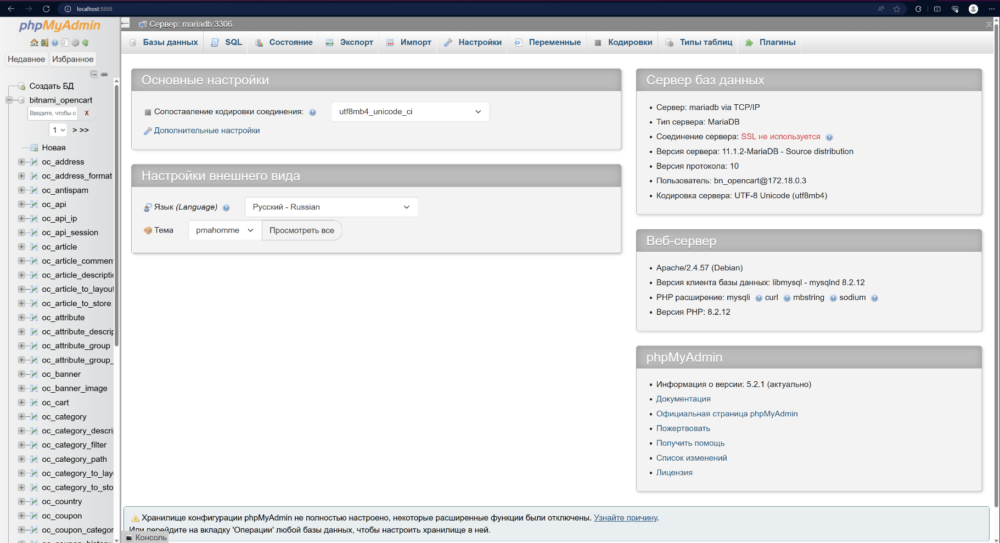 localhost:8888
phpMyAdmin
Недавнее Избранное
Создать БД
bitnami_opencart
Введите, чтобы о X
1 > >>
Новая
oc_address
oc_address_format
oc_antispam
oc_api
oc_api_ip
oc_api_session
oc_article
oc_article_commen
oc_article_descriptio
oc_article_to_layout
oc_article_to_store
oc_attribute
oc_attribute_descrip
oc_attribute_group
oc_attribute_group_
oc_banner
oc_banner_image
oc_cart
oc_category
oc_category_descri
oc_category_filter
oc_category_path
oc_category_to_lay
oc_category_to_sto
oc_country
oc_coupon
oc_coupon_categor
Сервер: mariadb:3306
Базы данных SQL Состояние Экспорт Импорт Настройки Переменные Кодировки Типы таблиц Плагины
Основные настройки
Сопоставление кодировки соединения: utf8mb4_unicode_ci
Дополнительные настройки
Настройки внешнего вида
Язык (Language) Русский - Russian
Тема pmahomme Просмотреть все
Сервер баз данных
• Сервер: mariadb via TCP/IP
• Тип сервера: MariaDB
• Соединение сервера: SSL не используется
• Версия сервера: 11.1.2-MariaDB - Source distribution
• Версия протокола: 10
• Пользователь: bn_opencart@172.18.0.3
• Кодировка сервера: UTF-8 Unicode (utf8mb4)
Веб-сервер
• Apache/2.4.57 (Debian)
• Версия клиента базы данных: libmysql - mysqlnd 8.2.12
• PHP расширение: mysqli curl mbstring sodium
• Версия PHP: 8.2.12
phpMyAdmin
• Информация о версии: 5.2.1 (актуально)
• Документация
• Официальная страница phpMyAdmin
• Пожертвовать
• Получить помощь
• Список изменений
• Лицензия
Хранилище конфигурации phpMyAdmin не полностью настроено, некоторые расширенные функции были отключены. Узнайте причину.
Или перейдите на вкладку 'Операции' любой базы данных, чтобы настроить хранилище в ней.
Консоль